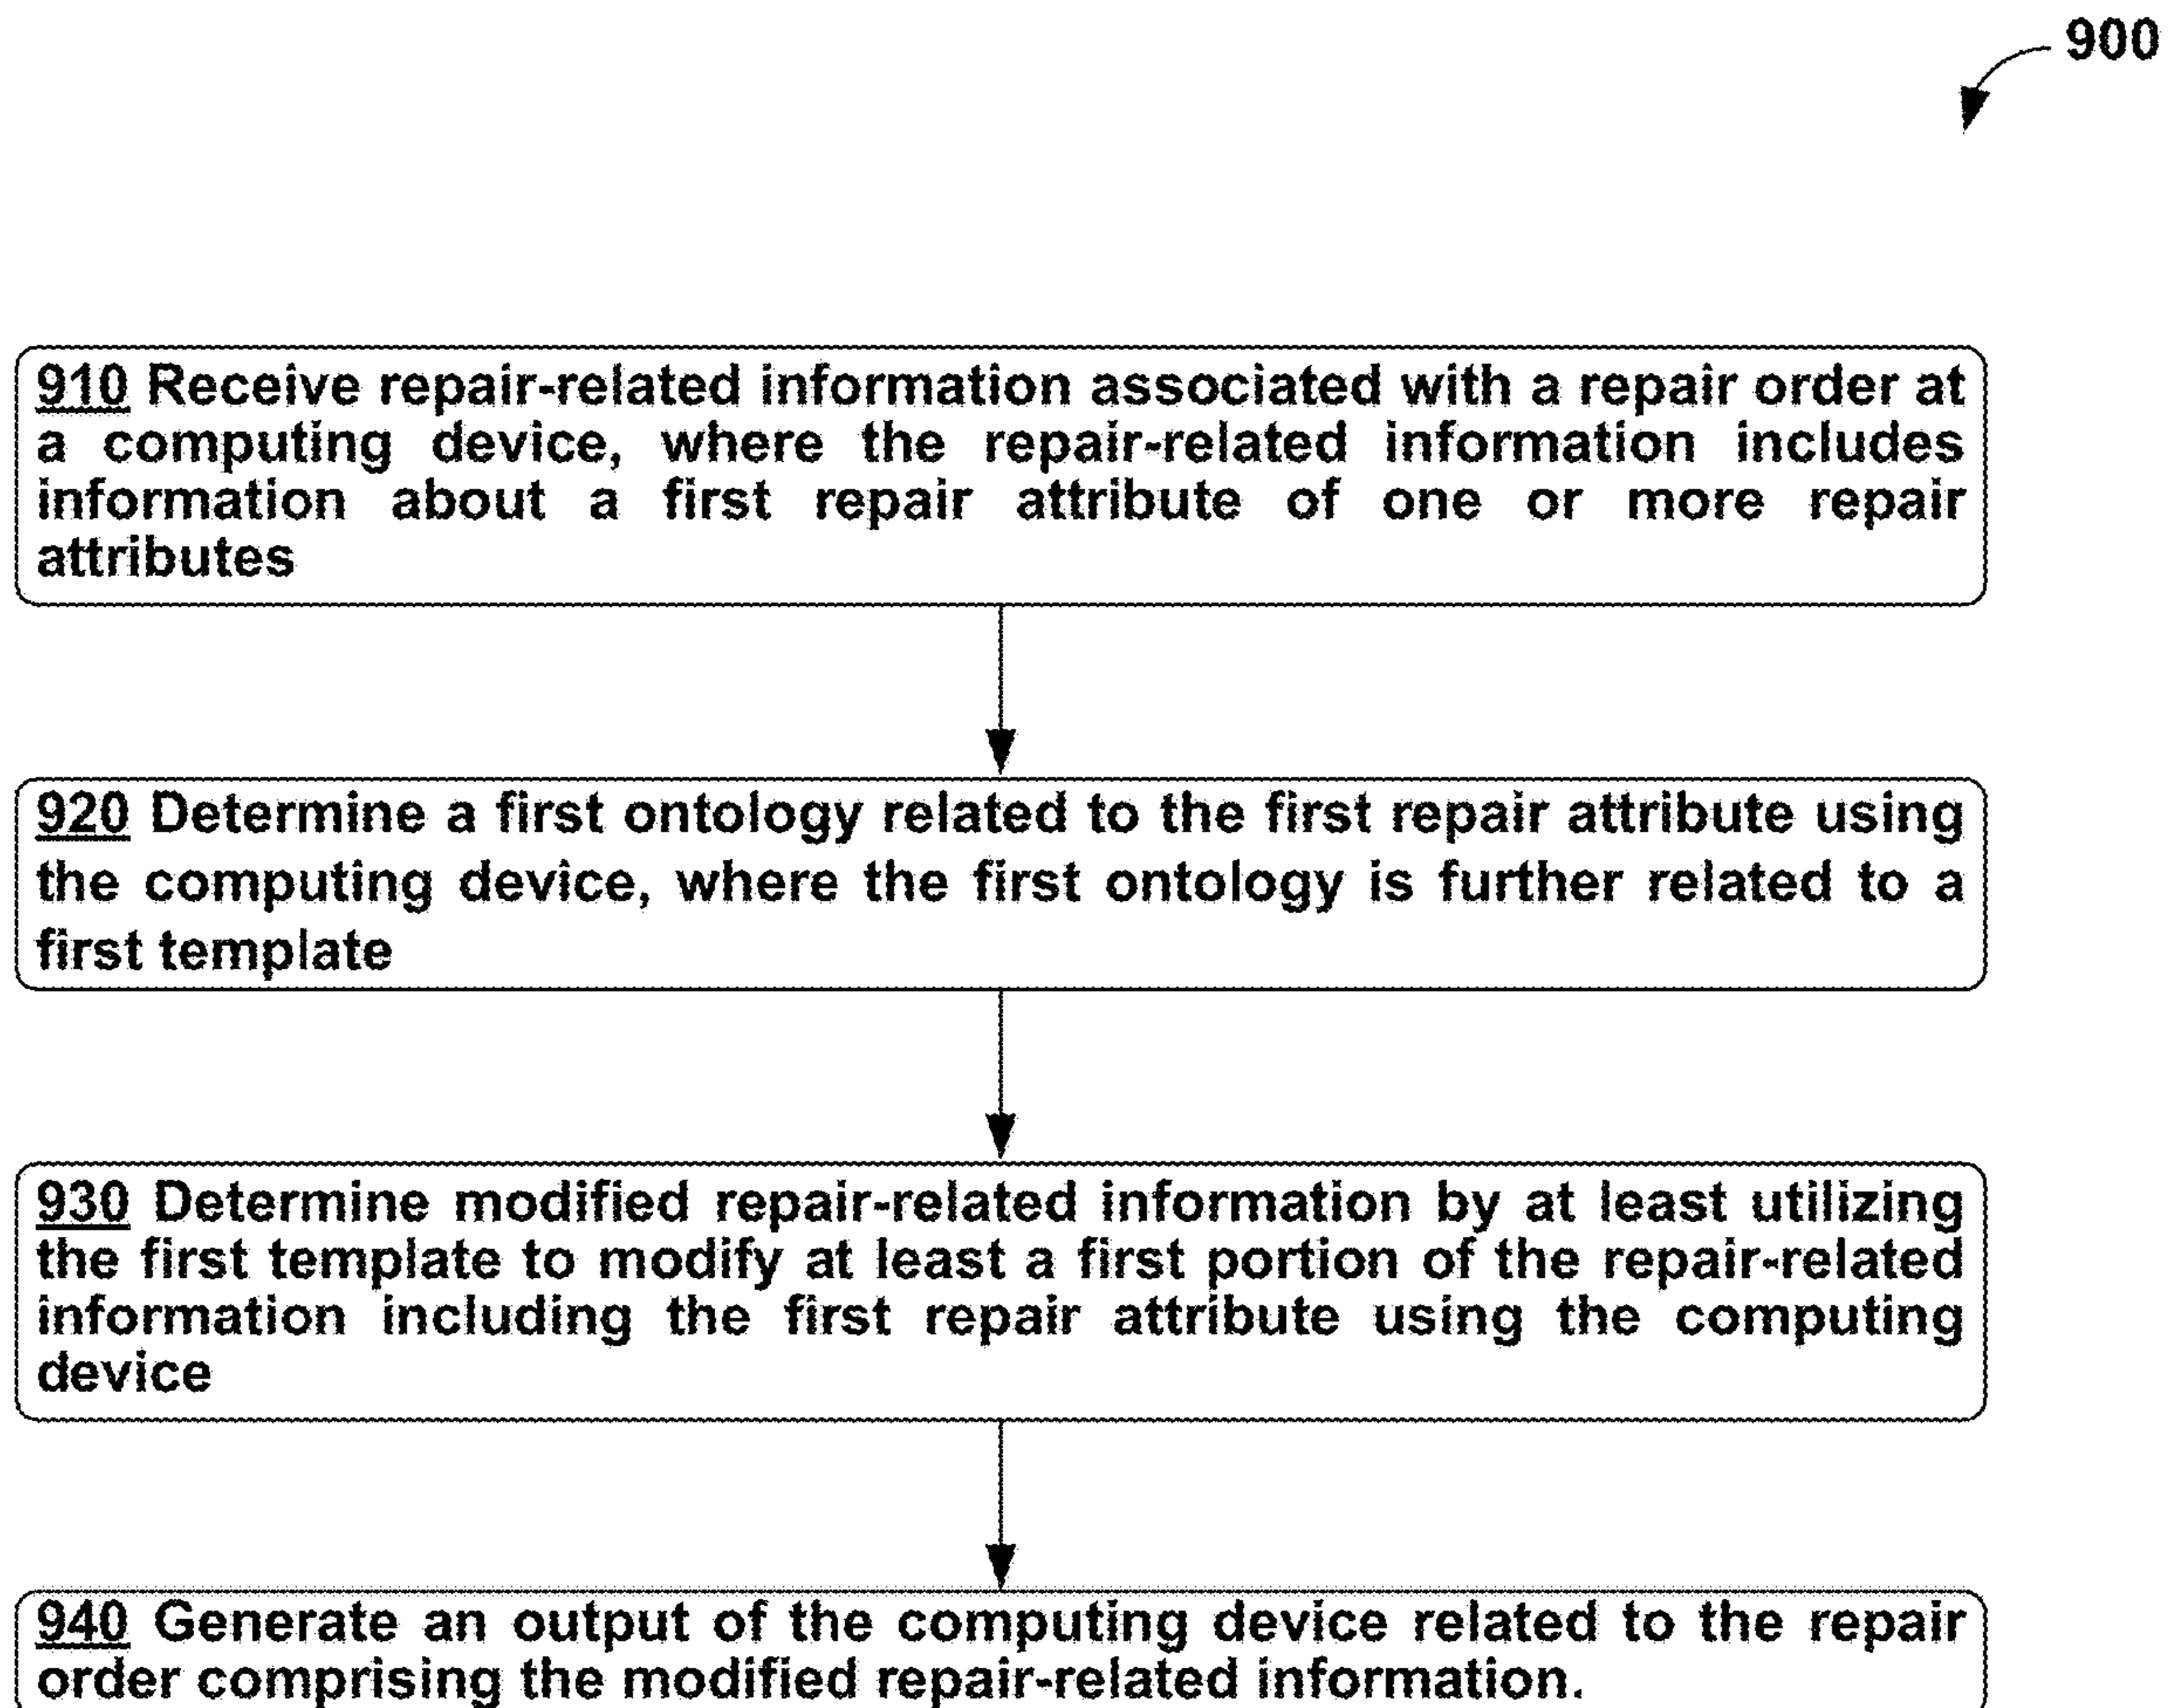 900
910 Receive repair-related information associated with a repair order at
a computing device, where the repair-related information includes
information about a first repair attribute of one or more repair
attributes
920 Determine a first ontology related to the first repair attribute using
the computing device, where the first ontology is further related to a
first template
930 Determine modified repair-related information by at least utilizing
the first template to modify at least a first portion of the repair-related
information including the first repair attribute using the computing
device
940 Generate an output of the computing device related to the repair
order comprising the modified repair-related information.